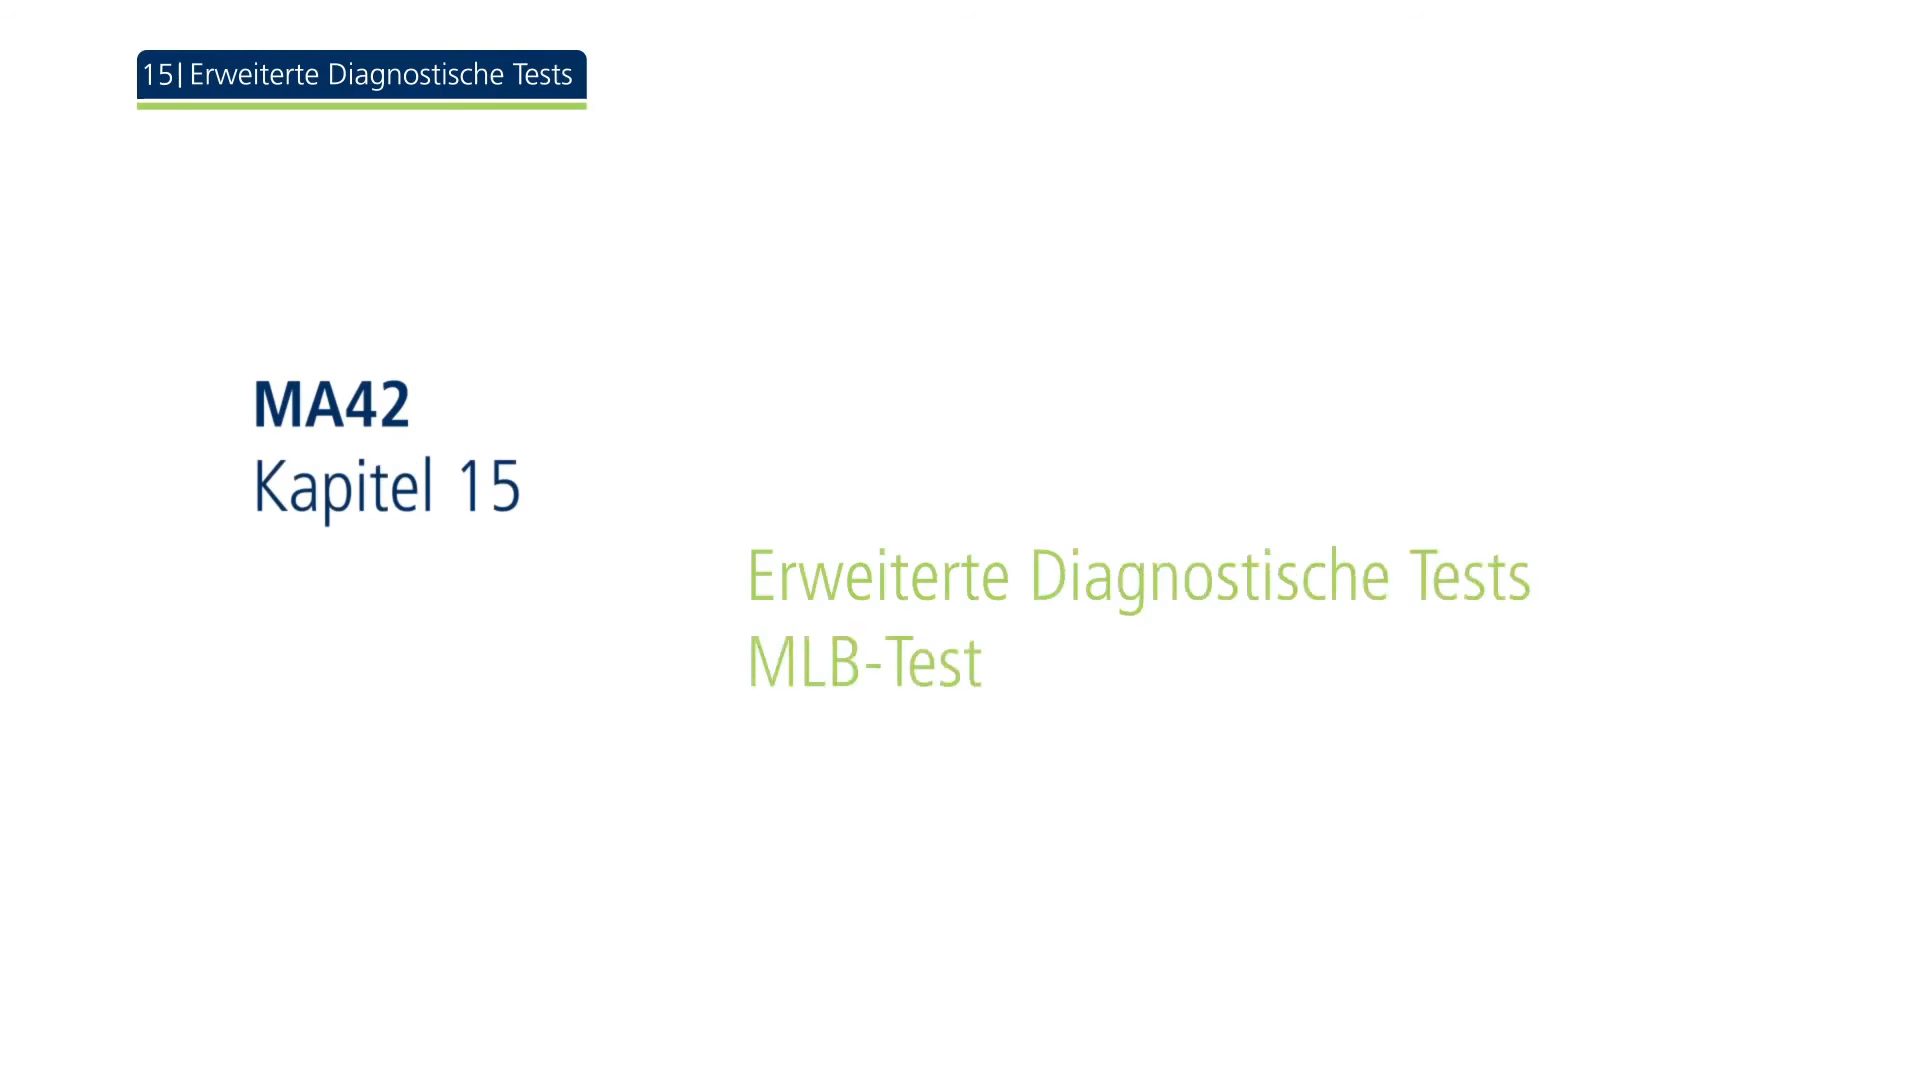 15| Erweiterte Diagnostische Tests
MA42
Kapitel 15
Erweiterte Diagnostische Tests
MLB-Test